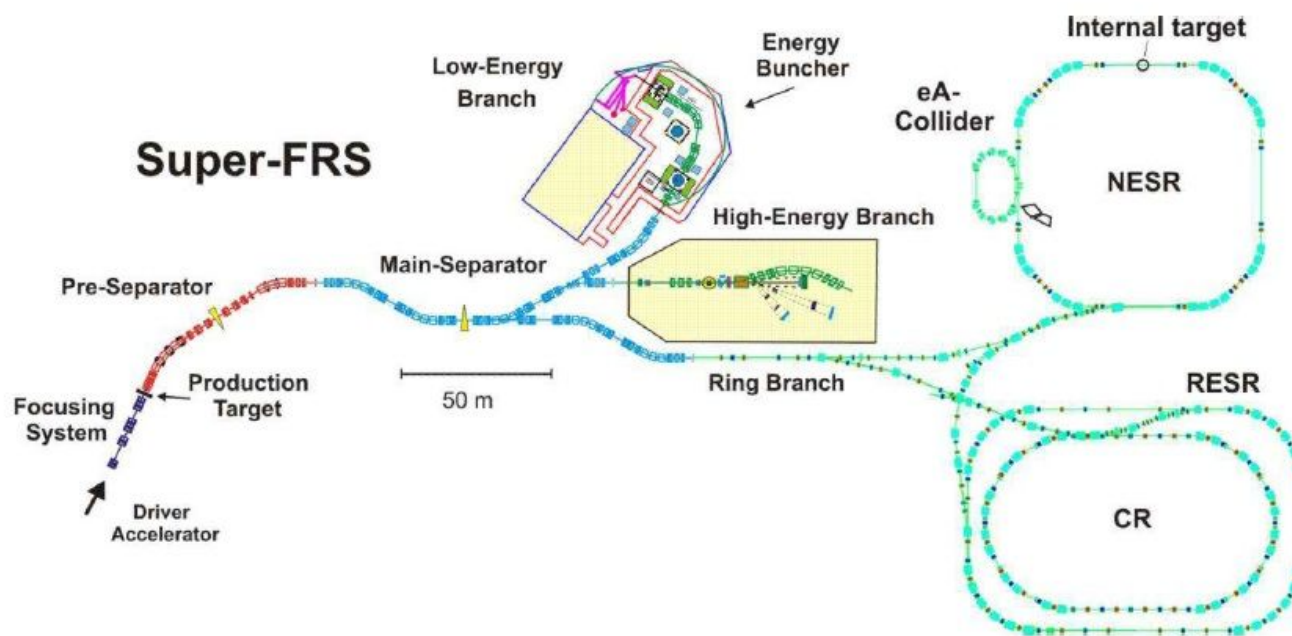 Internal target
Energy
Buncher
Low-Energy
Branch
eA-
Collider
Super-FRS
NESR
High-Energy Branch
Main-Separator
Pre-Separator
Production
Target
50 m
Ring Branch
RESR
Focusing
System
CR
Driver
Accelerator